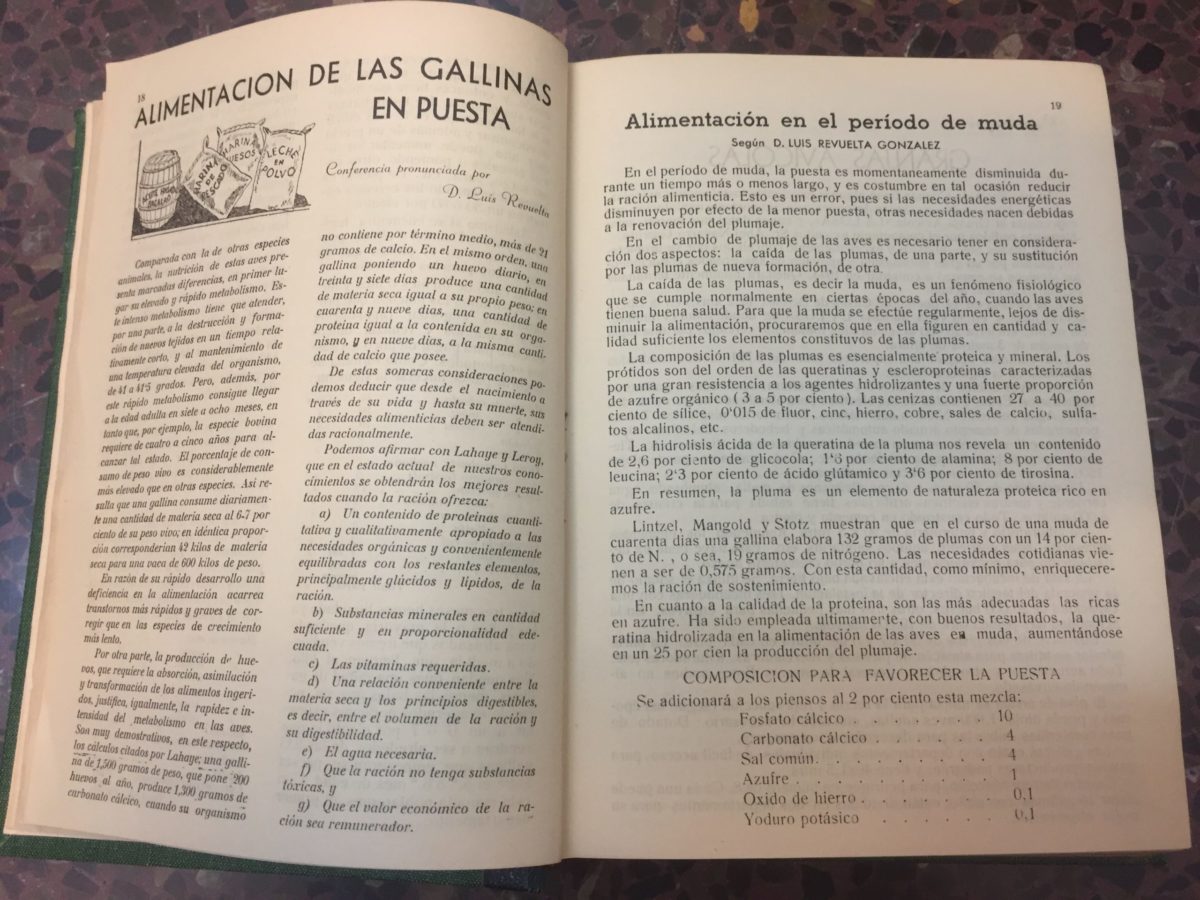 18
ALIMENTACION DE LAS GALLINAS
EN PUESTA
HARINA
HUESOS
LECHE
EN
POLVO
HARINA
DE
PESCADO
Conferencia pronunciada por
D. Luis Revuelta
Comparada con la de otras especies
animales, la nutrición de estas aves pre-
senta marcadas diferencias, en primer lu-
gar su elevado y rápido metabolismo. Es-
te intenso metabolismo tiene que atender,
por una parte, a la destrucción y forma-
ción de nuevos tejidos en un tiempo rela-
tivamente corto, y al mantenimiento de
una temperatura elevada del organismo,
de 41 a 41'5 grados. Pero, además, por
este rápido metabolismo consigue llegar
a la edad adulta en siete a ocho meses, en
tanto que, por ejemplo, la especie bovina
requiere de cuatro a cinco años para al-
canzar tal estado. El porcentaje de con-
samo de peso vivo es considerablemente
más elevado que en otras especies. Así re-
sulta que una gallina consume diariamen-
te una cantidad de materia seca al 6-7 por
ciento de su peso vivo; en idéntica propor-
ción corresponderían 42 kilos de materia
seca para una vaca de 600 kilos de peso.
En razón de su rápido desarrollo una
deficiencia en la alimentación acarrea
transtornos más rápidos y graves de cor-
regir que en las especies de crecimiento
más lento.
Por otra parte, la producción de hue-
vos, que requiere la absorción, asimilación
y transformación de los alimentos ingeri-
dos, justifica, igualmente, la rapidez e in-
tensidad del metabolismo en las aves.
Son muy demostrativos, en este respecto,
los cálculos citados por Lahaye; una galli-
na de 1,500 gramos de peso, que pone 200
huevos al año, produce 1,300 gramos de
carbonato cálcico, cuando su organismo
no contiene por término medio, más de 21
gramos de calcio. En el mismo orden, una
gallina poniendo un huevo diario, en
treinta y siete días produce una cantidad
de materia seca igual a su propio peso; en
cuarenta y nueve días, una cantidad de
proteina igual a la contenida en su orga-
nismo, y en nueve días, a la misma canti-
dad de calcio que posee.
De estas someras consideraciones po-
demos deducir que desde el nacimiento a
través de su vida y hasta su muerte, sus
necesidades alimenticias deben ser atendi-
das racionalmente.
Podemos afirmar con Lahaye y Leroy,
que en el estado actual de nuestros cono-
cimientos se obtendrán los mejores resul-
tados cuando la ración ofrezca:
a) Un contenido de proteínas cuanti-
tativa y cualitativamente apropiado a las
necesidades orgánicas y convenientemente
equilibradas con los restantes elementos,
principalmente glúcidos y lípidos, de la
ración.
b) Substancias minerales en cantidad
suficiente y en proporcionalidad ede-
cuada.
c) Las vitaminas requeridas.
d) Una relación conveniente entre la
materia seca y los principios digestibles,
es decir, entre el volumen de la ración y
su digestibilidad.
e) El agua necesaria.
f) Que la ración no tenga substancias
tóxicas, y
g) Que el valor económico de la ra-
ción sea remunerador.
19
Alimentación en el período de muda
Según D. LUIS REVUELTA GONZALEZ
En el período de muda, la puesta es momentaneamente disminuida du-
rante un tiempo más o menos largo, y es costumbre en tal ocasión reducir
la ración alimenticia. Esto es un error, pues si las necesidades energéticas
disminuyen por efecto de la menor puesta, otras necesidades nacen debidas
a la renovación del plumaje.
En el cambio de plumaje de las aves es necesario tener en considera-
ción dos aspectos: la caída de las plumas, de una parte, y su sustitución
por las plumas de nueva formación, de otra.
La caída de las plumas, es decir la muda, es un fenómeno fisiológico
que se cumple normalmente en ciertas épocas del año, cuando las aves
tienen buena salud. Para que la muda se efectúe regularmente, lejos de dis-
minuir la alimentación, procuraremos que en ella figuren en cantidad y ca-
lidad suficiente los elementos constituvos de la plumas.
La composición de las plumas es esencialmente proteica y mineral. Los
prótidos son del orden de las queratinas y escleroproteinas caracterizadas
por una gran resistencia a los agentes hidrolizantes y una fuerte proporción
de azufre orgánico (3 a 5 por ciento). Las cenizas contienen 27 a 40 por
ciento de sílice, 0'015 de fluor, cinc, hierro, cobre, sales de calcio, sulfa-
tos alcalinos, etc.
La hidrolisis ácida de la queratina de la pluma nos revela un contenido
de 2,6 por ciento de glicocola; 1'6 por ciento de alamina; 8 por ciento de
leucina; 2'3 por ciento de ácido glútamico y 3'6 por ciento de tirosina.
En resumen, la pluma es un elemento de naturaleza proteica rico en
azufre.
Lintzel, Mangold y Stotz muestran que en el curso de una muda de
cuarenta dias una gallina elabora 132 gramos de plumas con un 14 por cien-
to de N. , o sea, 19 gramos de nitrógeno. Las necesidades cotidianas vie-
nen a ser de 0,575 gramos. Con esta cantidad, como mínimo, enriquecere-
mos la ración de sostenimiento.
En cuanto a la calidad de la proteina, son las más adecuadas las ricas
en azufre. Ha sido empleada ultimamente, con buenos resultados, la que-
ratina hidrolizada en la alimentación de las aves en muda, aumentándose
en un 25 por cien la producción del plumaje.
COMPOSICION PARA FAVORECER LA PUESTA
Se adicionará a los piensos al 2 por ciento esta mezcla:
Fosfato cálcico . . . . . . . . 10
Carbonato cálcico . . . . . . 4
Sal común. . . . . . . . . . 4
Azufre . . . . . . . . . . . 1
Oxido de hierro . . . . . . . 0,1
Yoduro potásico . . . . . . 0,1